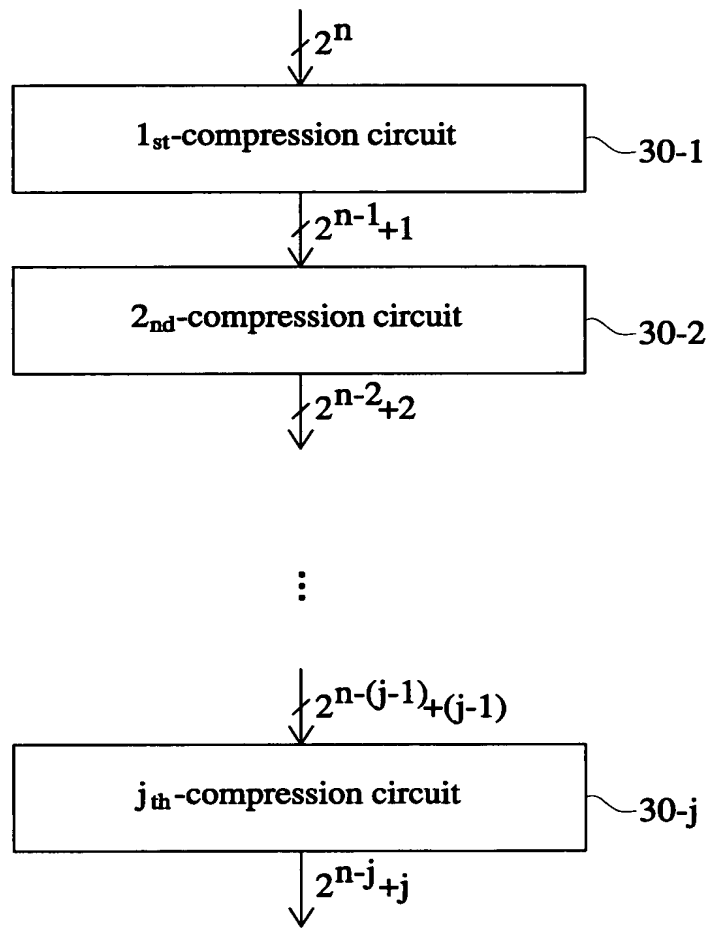 2^n
1st-compression circuit
30-1
2^n-1+1
2nd-compression circuit
30-2
2^n-2+2
⋮
2^n-(j-1)+(j-1)
jth-compression circuit
30-j
2^n-j+j